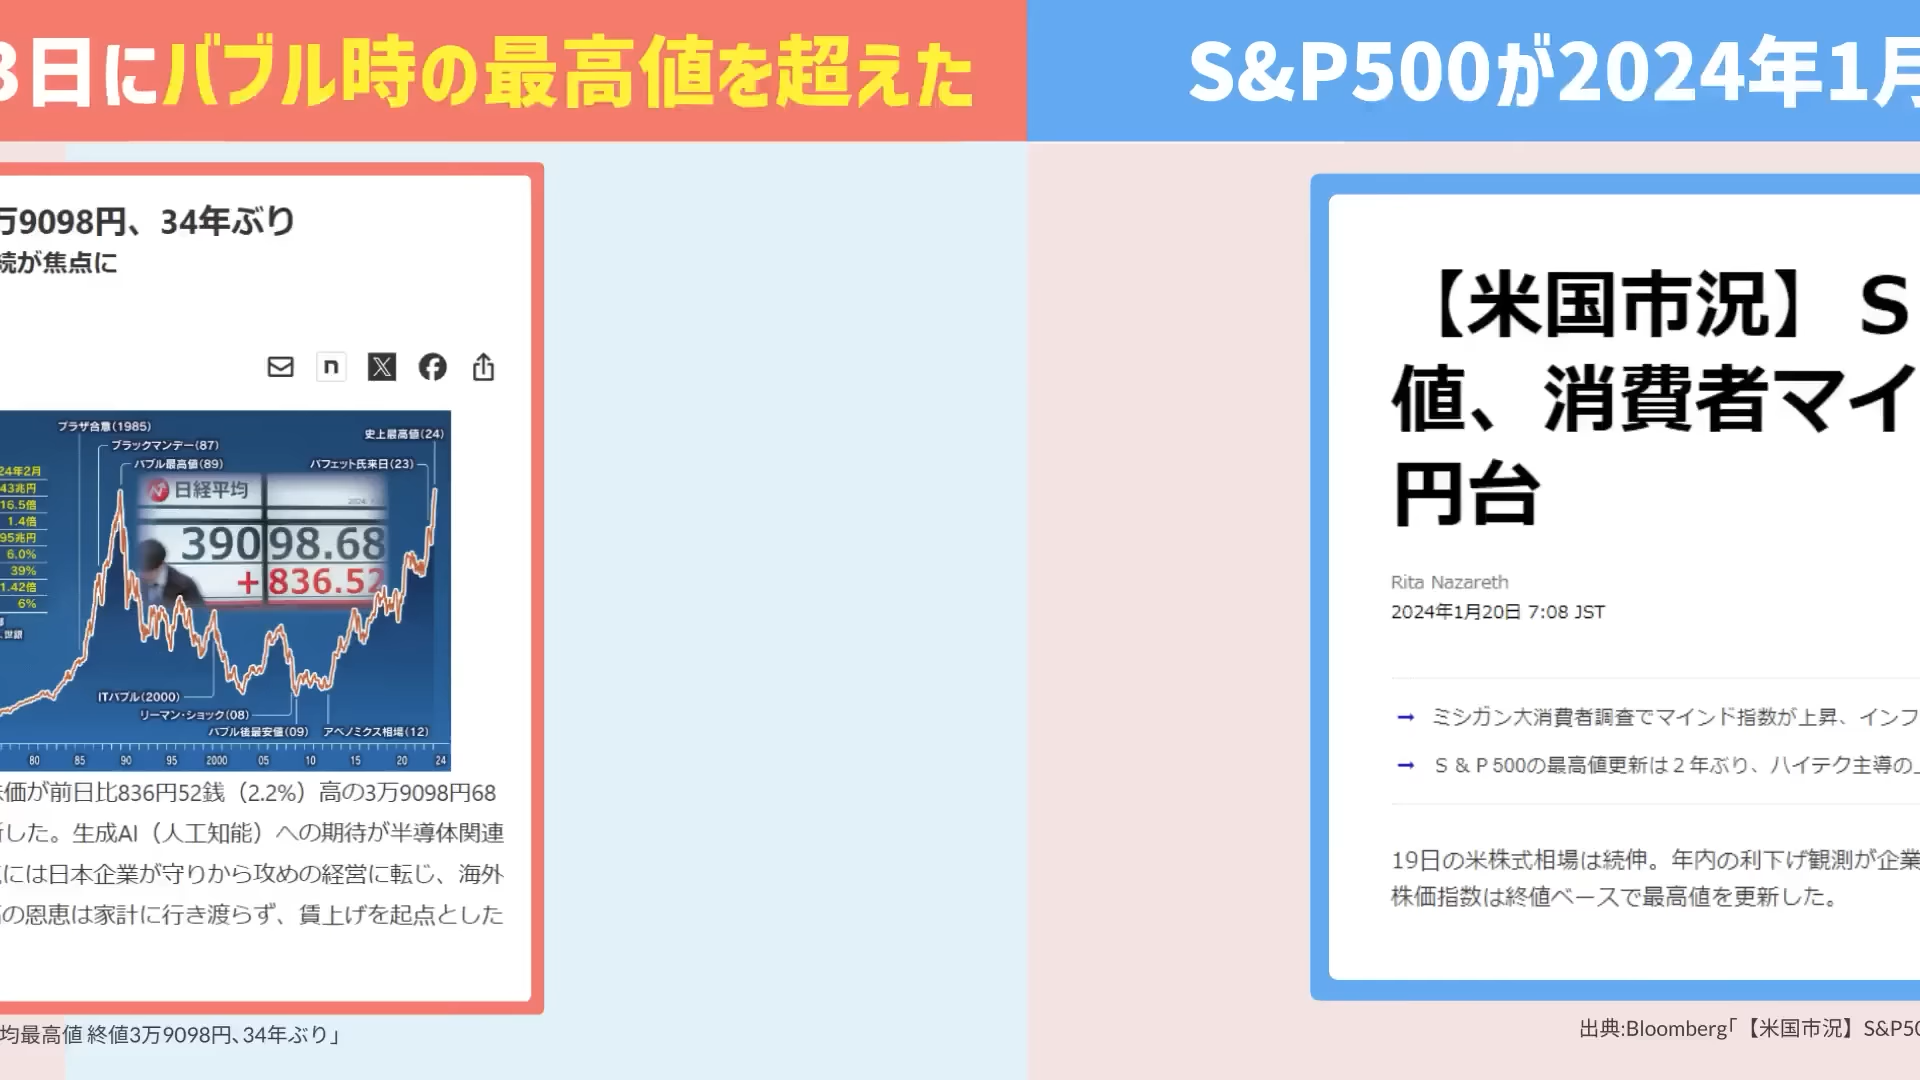 3日にバブル時の最高値を超えた
万9098円、34年ぶり
続が焦点に
プラザ合意(1985)
ブラックマンデー(87)
バブル最高値(89)
史上最高値(24)
バフェット氏来日(23)
24年2月
43兆円
16.5倍
1.4倍
95兆円
6.0%
39%
1.42倍
6%
、世銀
日経平均
39098.68
+836.52
ITバブル(2000)
リーマン・ショック(08)
バブル後最安値(09)
アベノミクス相場(12)
80 85 90 95 2000 05 10 15 20 24
株価が前日比836円52銭（2.2%）高の3万9098円68
新した。生成AI（人工知能）への期待が半導体関連
には日本企業が守りから攻めの経営に転じ、海外
の恩恵は家計に行き渡らず、賃上げを起点とした
均最高値 終値3万9098円、34年ぶり」
S&P500が2024年1月
【米国市況】Ｓ
値、消費者マイ
円台
Rita Nazareth
2024年1月20日 7:08 JST
→ ミシガン大消費者調査でマインド指数が上昇、インフ
→ Ｓ＆Ｐ500の最高値更新は２年ぶり、ハイテク主導の
19日の米株式相場は続伸。年内の利下げ観測が企業
株価指数は終値ベースで最高値を更新した。
出典:Bloomberg「【米国市況】S&P50